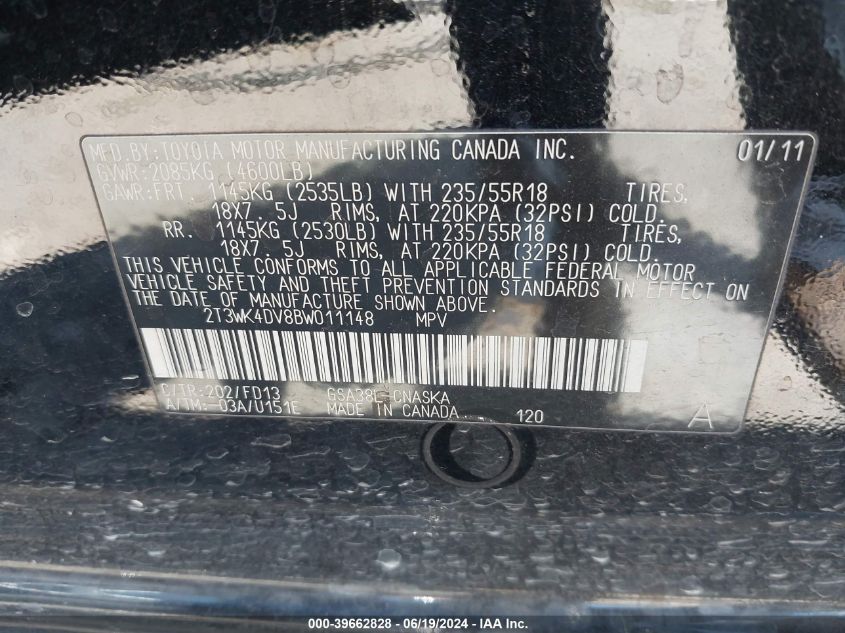 MFD.BY:TOYOTA MOTOR MANUFACTURING CANADA INC. 01/11
GVWR:2085KG (4600LB)
GAWR:FRT. 1145KG (2535LB) WITH 235/55R18 TIRES,
18X7.5J RIMS, AT 220KPA (32PSI) COLD.
RR. 1145KG (2530LB) WITH 235/55R18 TIRES,
18X7.5J RIMS, AT 220KPA (32PSI) COLD.
THIS VEHICLE CONFORMS TO ALL APPLICABLE FEDERAL MOTOR
VEHICLE SAFETY AND THEFT PREVENTION STANDARDS IN EFFECT ON
THE DATE OF MANUFACTURE SHOWN ABOVE.
2T3WK4DV8BW011148 MPV
C/TR:202/FD13 GSA38L-CNASKA
A/TM: -03A/U151E MADE IN CANADA 120 A
000-39662828 - 06/19/2024 - IAA Inc.